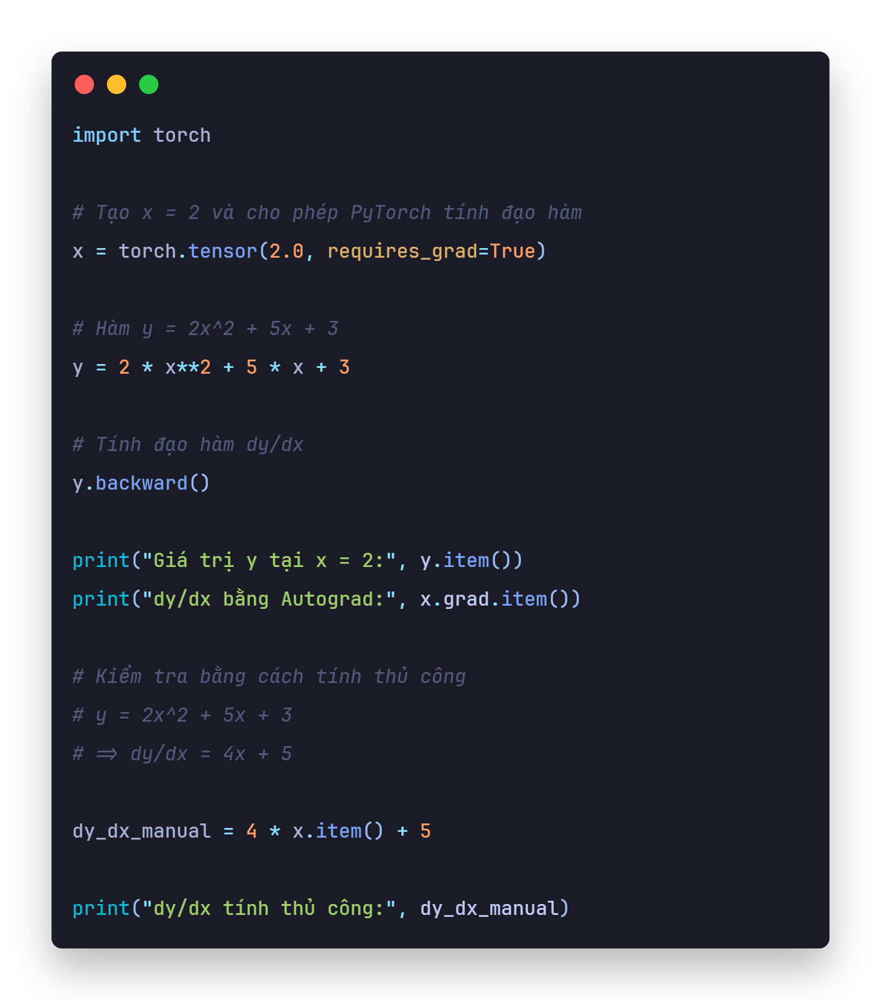 import torch
# Tạo x = 2 và cho phép PyTorch tính đạo hàm
x = torch.tensor(2.0, requires_grad=True)
# Hàm y = 2x^2 + 5x + 3
y = 2 * x**2 + 5 * x + 3
# Tính đạo hàm dy/dx
y.backward()
print("Giá trị y tại x = 2:", y.item())
print("dy/dx bằng Autograd:", x.grad.item())
# Kiểm tra bằng cách tính thủ công
# y = 2x^2 + 5x + 3
# => dy/dx = 4x + 5
dy_dx_manual = 4 * x.item() + 5
print("dy/dx tính thủ công:", dy_dx_manual)